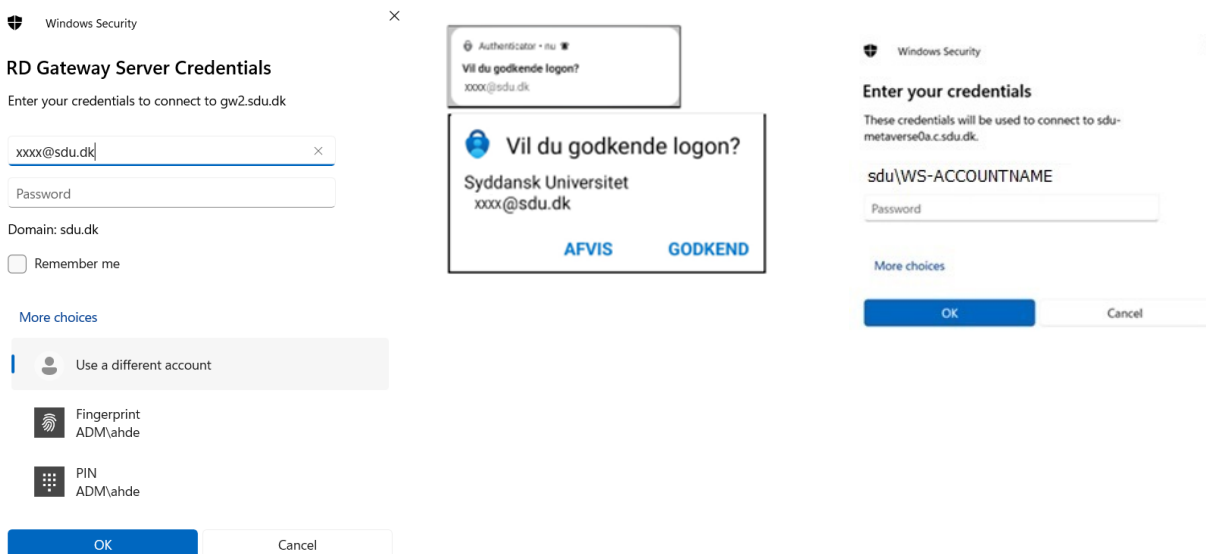 Windows Security
RD Gateway Server Credentials
Enter your credentials to connect to gw2.sdu.dk
xxxx@sdu.dk
Password
Domain: sdu.dk
Remember me
More choices
Use a different account
Fingerprint
ADM\ahde
PIN
ADM\ahde
OK Cancel
Authenticator • nu
Vil du godkende logon?
xxxx@sdu.dk
Vil du godkende logon?
Syddansk Universitet
xxxx@sdu.dk
AFVIS GODKEND
Windows Security
Enter your credentials
These credentials will be used to connect to sdu-
metaverse0a.c.sdu.dk.
sdu\WS-ACCOUNTNAME
Password
More choices
OK Cancel